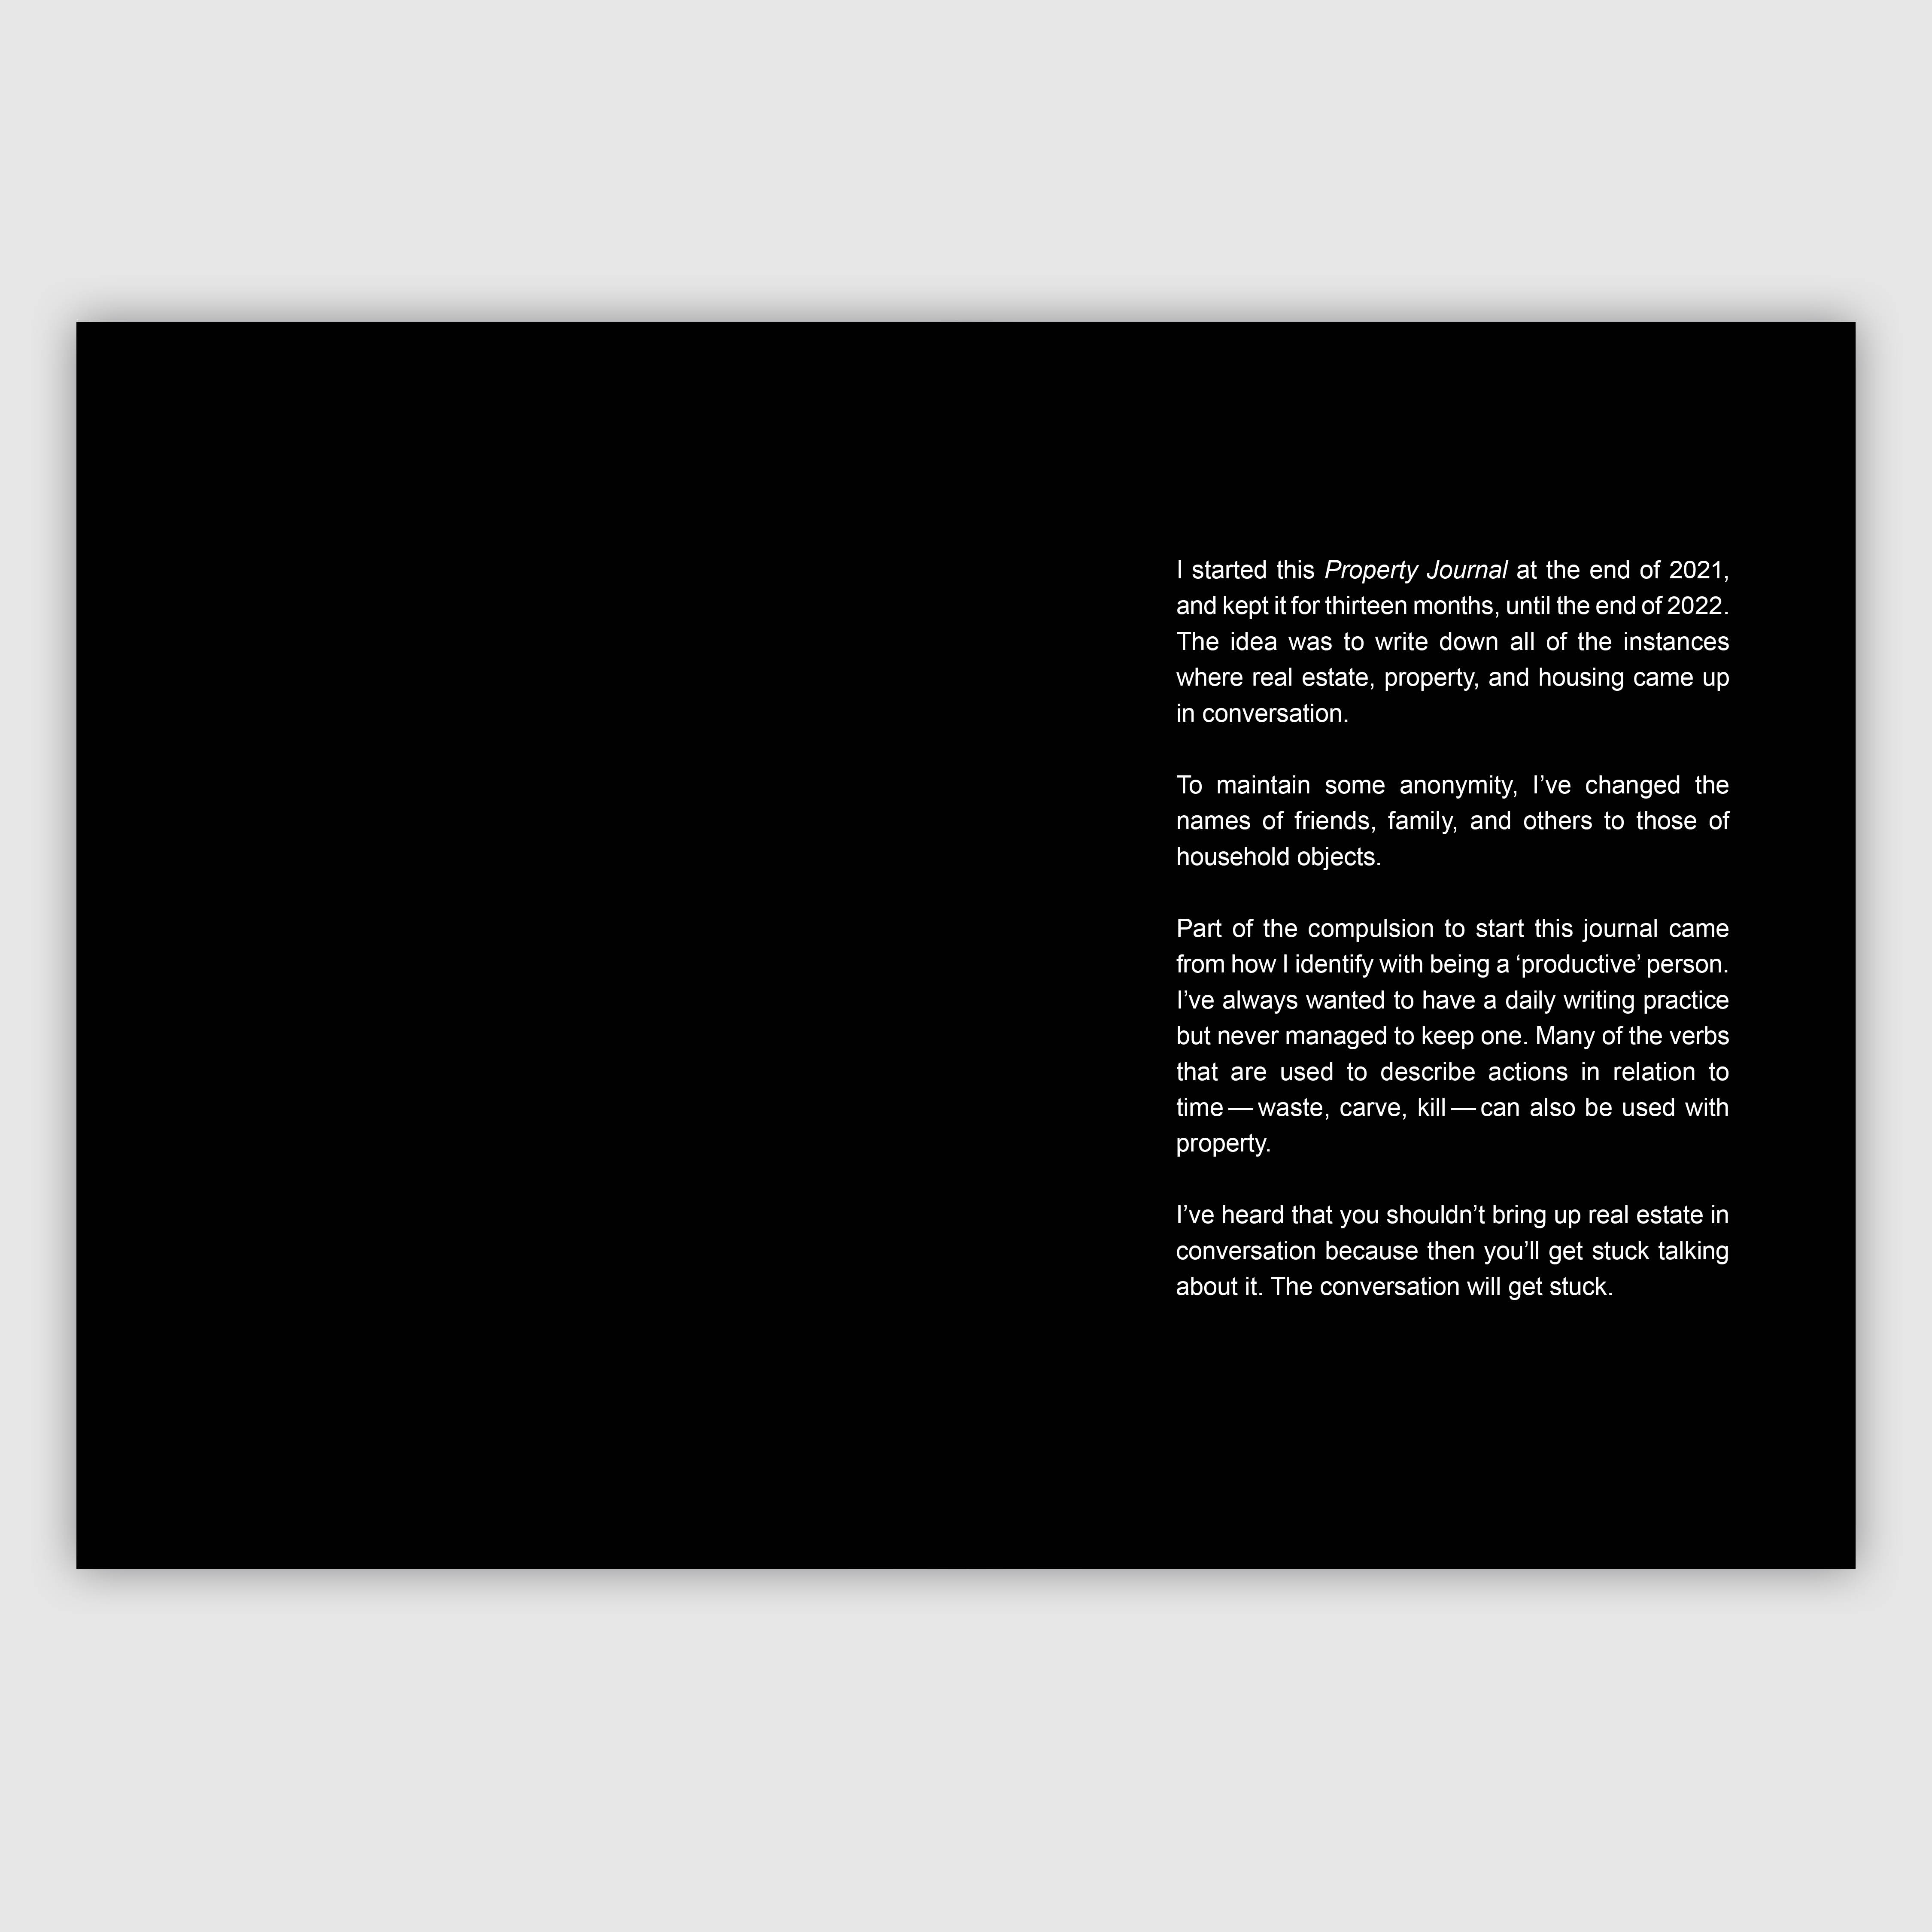 I started this Property Journal at the end of 2021,
and kept it for thirteen months, until the end of 2022.
The idea was to write down all of the instances
where real estate, property, and housing came up
in conversation.
To maintain some anonymity, I’ve changed the
names of friends, family, and others to those of
household objects.
Part of the compulsion to start this journal came
from how I identify with being a ‘productive’ person.
I’ve always wanted to have a daily writing practice
but never managed to keep one. Many of the verbs
that are used to describe actions in relation to
time — waste, carve, kill — can also be used with
property.
I’ve heard that you shouldn’t bring up real estate in
conversation because then you’ll get stuck talking
about it. The conversation will get stuck.